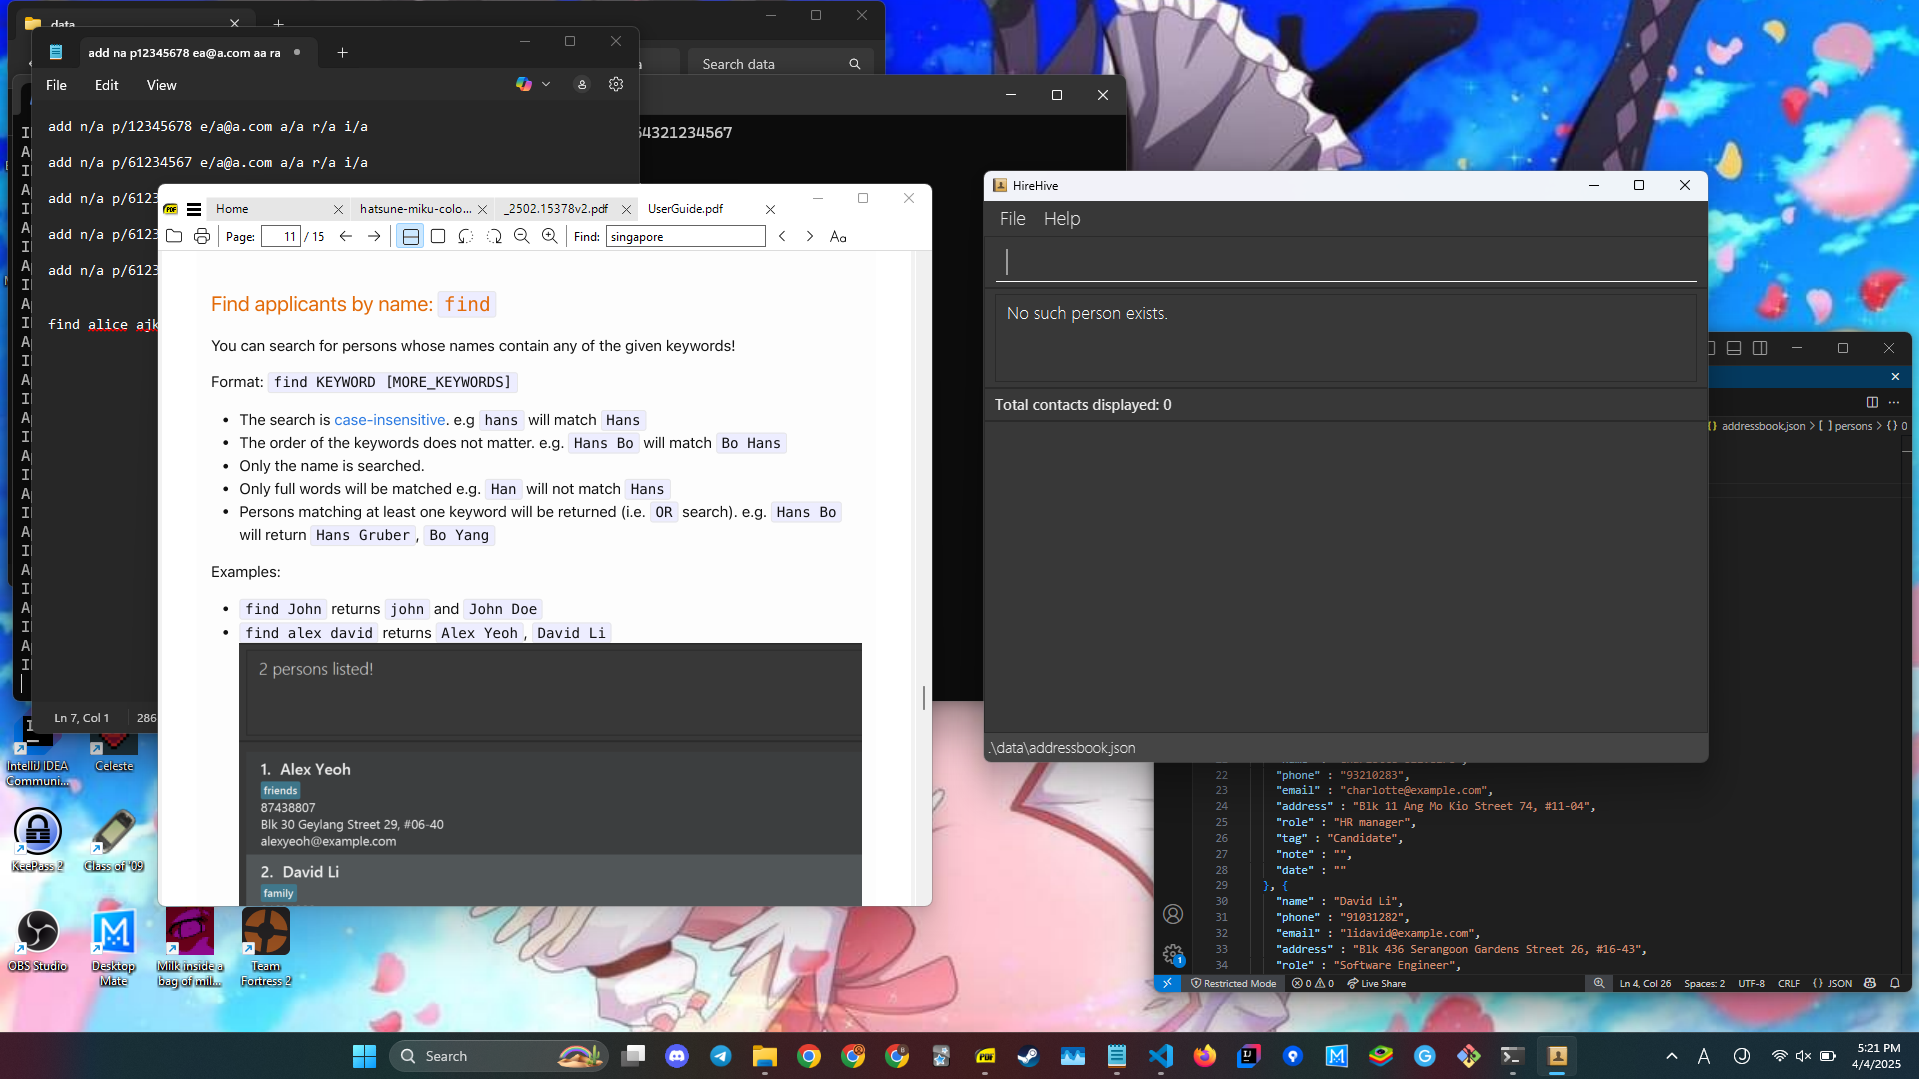 data
add na p12345678 ea@a.com aa ra
File Edit View
Search data
add n/a p/12345678 e/a@a.com a/a r/a i/a
add n/a p/61234567 e/a@a.com a/a r/a i/a
add n/a p/612
add n/a p/6123
add n/a p/6123
find alice ajk
Ln 7, Col 1
286
54321234567
Home
hatsune-miku-colo...
_2502.15378v2.pdf
UserGuide.pdf
Page: 11 / 15
Find: singapore
Find applicants by name: find
You can search for persons whose names contain any of the given keywords!
Format: find KEYWORD [MORE_KEYWORDS]
• The search is case-insensitive. e.g hans will match Hans
• The order of the keywords does not matter. e.g. Hans Bo will match Bo Hans
• Only the name is searched.
• Only full words will be matched e.g. Han will not match Hans
• Persons matching at least one keyword will be returned (i.e. OR search). e.g. Hans Bo
will return Hans Gruber, Bo Yang
Examples:
• find John returns john and John Doe
• find alex david returns Alex Yeoh, David Li
2 persons listed!
1. Alex Yeoh
friends
87438807
Blk 30 Geylang Street 29, #06-40
alexyeoh@example.com
2. David Li
family
HireHive
File Help
No such person exists.
Total contacts displayed: 0
.\data\addressbook.json
addressbook.json > [ ] persons > {} 0
22 "phone" : "93210283",
23 "email" : "charlotte@example.com",
24 "address" : "Blk 11 Ang Mo Kio Street 74, #11-04",
25 "role" : "HR manager",
26 "tag" : "Candidate",
27 "note" : "",
28 "date" : ""
29 }, {
30 "name" : "David Li",
31 "phone" : "91031282",
32 "email" : "lidavid@example.com",
33 "address" : "Blk 436 Serangoon Gardens Street 26, #16-43",
34 "role" : "Software Engineer",
Restricted Mode 0 0 Live Share
Ln 4, Col 26 Spaces: 2 UTF-8 CRLF {} JSON
IntelliJ IDEA
Communi...
Celeste
KeePass 2
Class of '09
OBS Studio
Desktop
Mate
Milk inside a
bag of mil...
Team
Fortress 2
Search
5:21 PM
4/4/2025